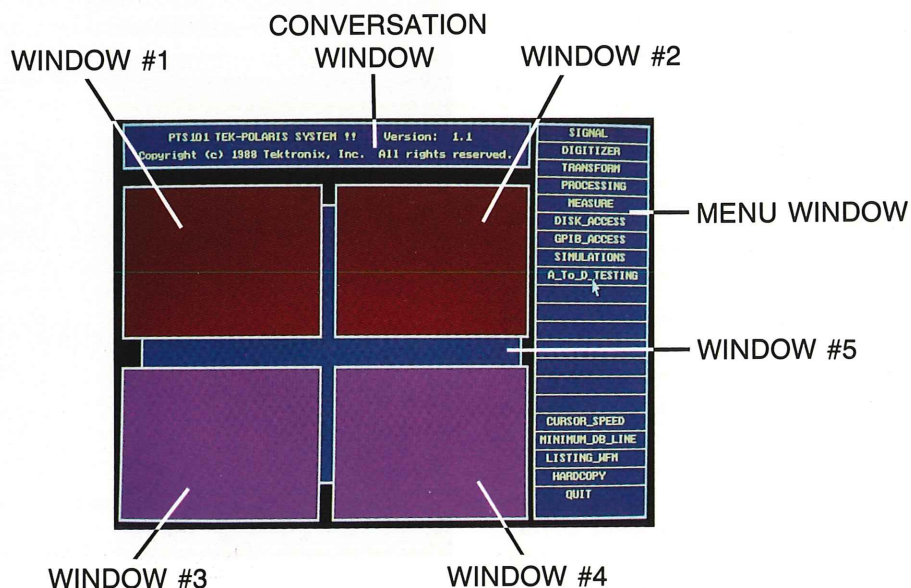 CONVERSATION
WINDOW
WINDOW #1
WINDOW #2
PTS101 TEK-POLARIS SYSTEM !! Version: 1.1
Copyright (c) 1988 Tektronix, Inc. All rights reserved.
SIGNAL
DIGITIZER
TRANSFORM
PROCESSING
MEASURE
DISK_ACCESS
GPIB_ACCESS
SIMULATIONS
A_To_D_TESTING
CURSOR_SPEED
MINIMUM_DB_LINE
LISTING_WFM
HARDCOPY
QUIT
MENU WINDOW
WINDOW #5
WINDOW #3
WINDOW #4